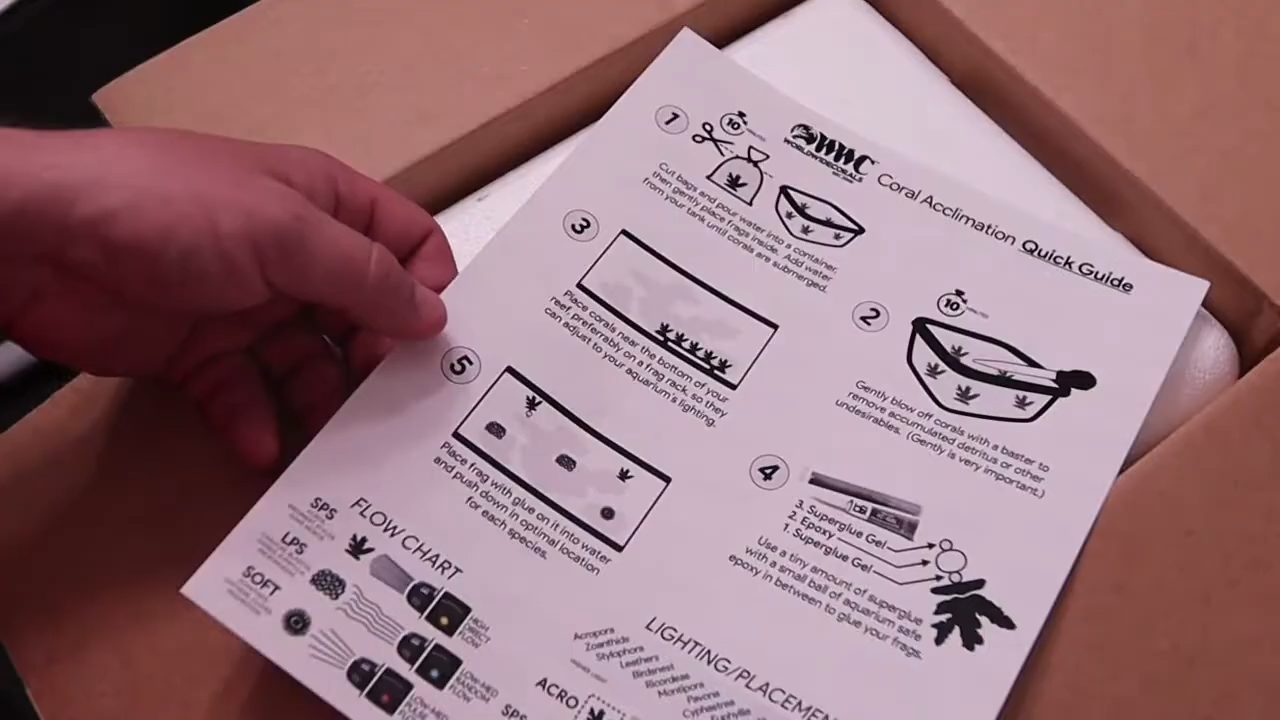 WWC
WORLDWIDECORALS
Coral Acclimation Quick Guide
1
10
Cut bags and pour water into a container,
then gently place frags inside. Add water
from your tank until corals are submerged.
2
10
Gently blow off corals with a baster to
remove accumulated detritus or other
undesirables. (Gently is very important.)
3
Place corals near the bottom of your
reef, preferrably on a frag rack, so they
can adjust to your aquarium's lighting.
4
3. Superglue Gel
2. Epoxy
1. Superglue Gel
Use a tiny amount of superglue
with a small ball of aquarium safe
epoxy in between to glue your frags.
5
Place frag with glue on it into water
and push down in optimal location
for each species.
FLOW CHART
SPS
HIGH
DIRECT
FLOW
LPS
LOW-MED
RANDOM
FLOW
SOFT
LOW-MED
LIGHTING/PLACEMEN
Acropora
Zoanthids
Stylophora
Leathers
Birdsnest
Ricordeas
Montipora
Pavona
Cyphastrea
Euphyllia
ACRO
SPS